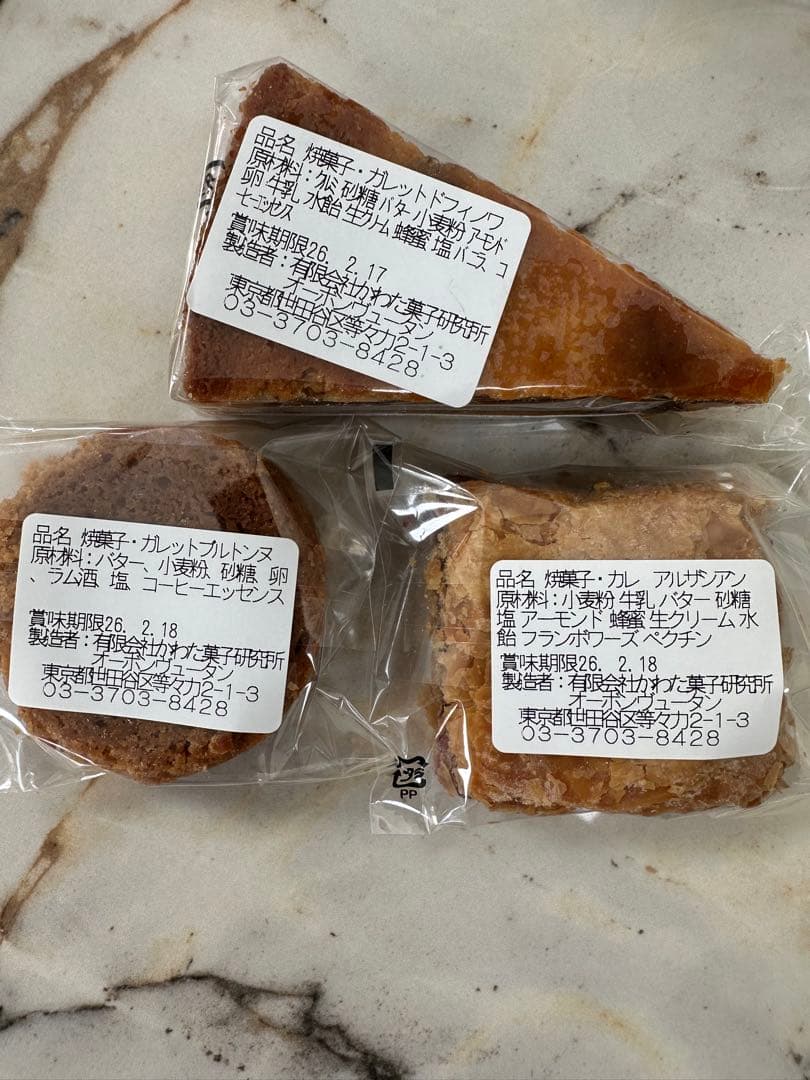 品名 焼菓子・ガレットドフィノワ
原材料：クルミ 砂糖 バター 小麦粉 アーモンド
卵 牛乳 水飴 生クリーム 蜂蜜 塩 バニラ コ
ーヒーエッセンス
賞味期限26. 2.17
製造者：有限会社かわた菓子研究所
オーボンヴュータン
東京都世田谷区等々力2-1-3
03-3703-8428
品名 焼菓子・ガレットブルトンヌ
原材料：バター、小麦粉、砂糖、卵
、ラム酒、塩、コーヒーエッセンス
賞味期限26. 2.18
製造者：有限会社かわた菓子研究所
オーボンヴュータン
東京都世田谷区等々力2-1-3
03-3703-8428
品名 焼菓子・カレ アルザシアン
原材料：小麦粉 牛乳 バター 砂糖
塩 アーモンド 蜂蜜 生クリーム 水
飴 フランボワーズ ペクチン
賞味期限26. 2.18
製造者：有限会社かわた菓子研究所
オーボンヴュータン
東京都世田谷区等々力2-1-3
03-3703-8428
プラ
PP